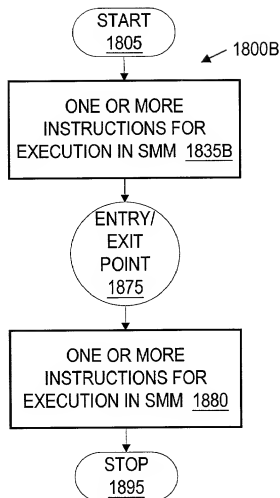 START
1805
1800B
ONE OR MORE
INSTRUCTIONS FOR
EXECUTION IN SMM 1835B
ENTRY/
EXIT
POINT
1875
ONE OR MORE
INSTRUCTIONS FOR
EXECUTION IN SMM 1880
STOP
1895